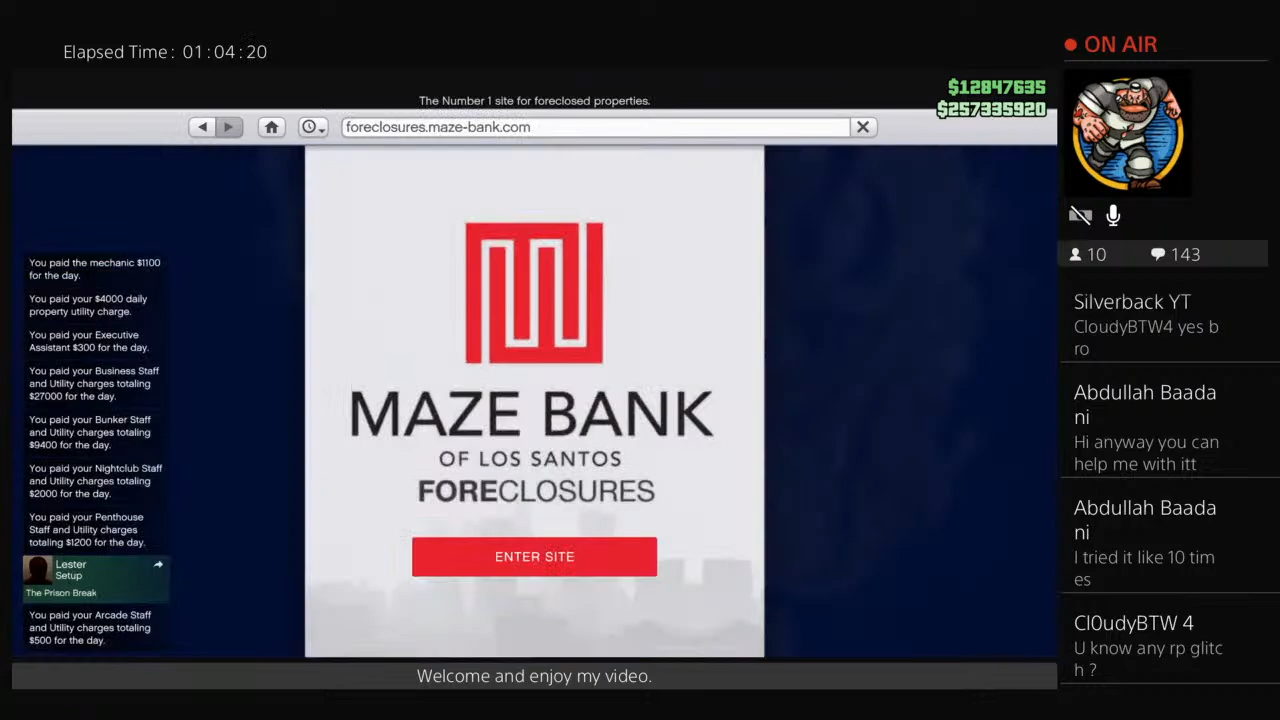 Elapsed Time: 01:04:20
ON AIR
$12847635
$257335920
The Number 1 site for foreclosed properties.
foreclosures.maze-bank.com
MAZE BANK
OF LOS SANTOS
FORECLOSURES
ENTER SITE
You paid the mechanic $1100
for the day.
You paid your $4000 daily
property utility charge.
You paid your Executive
Assistant $300 for the day.
You paid your Business Staff
and Utility charges totaling
$27000 for the day.
You paid your Bunker Staff
and Utility charges totaling
$9400 for the day.
You paid your Nightclub Staff
and Utility charges totaling
$2000 for the day.
You paid your Penthouse
Staff and Utility charges
totaling $1200 for the day.
Lester
Setup
The Prison Break
You paid your Arcade Staff
and Utility charges totaling
$500 for the day.
Welcome and enjoy my video.
10 143
Silverback YT
CloudyBTW4 yes b
ro
Abdullah Baada
ni
Hi anyway you can
help me with itt
Abdullah Baada
ni
I tried it like 10 tim
es
Cl0udyBTW 4
U know any rp glitc
h ?